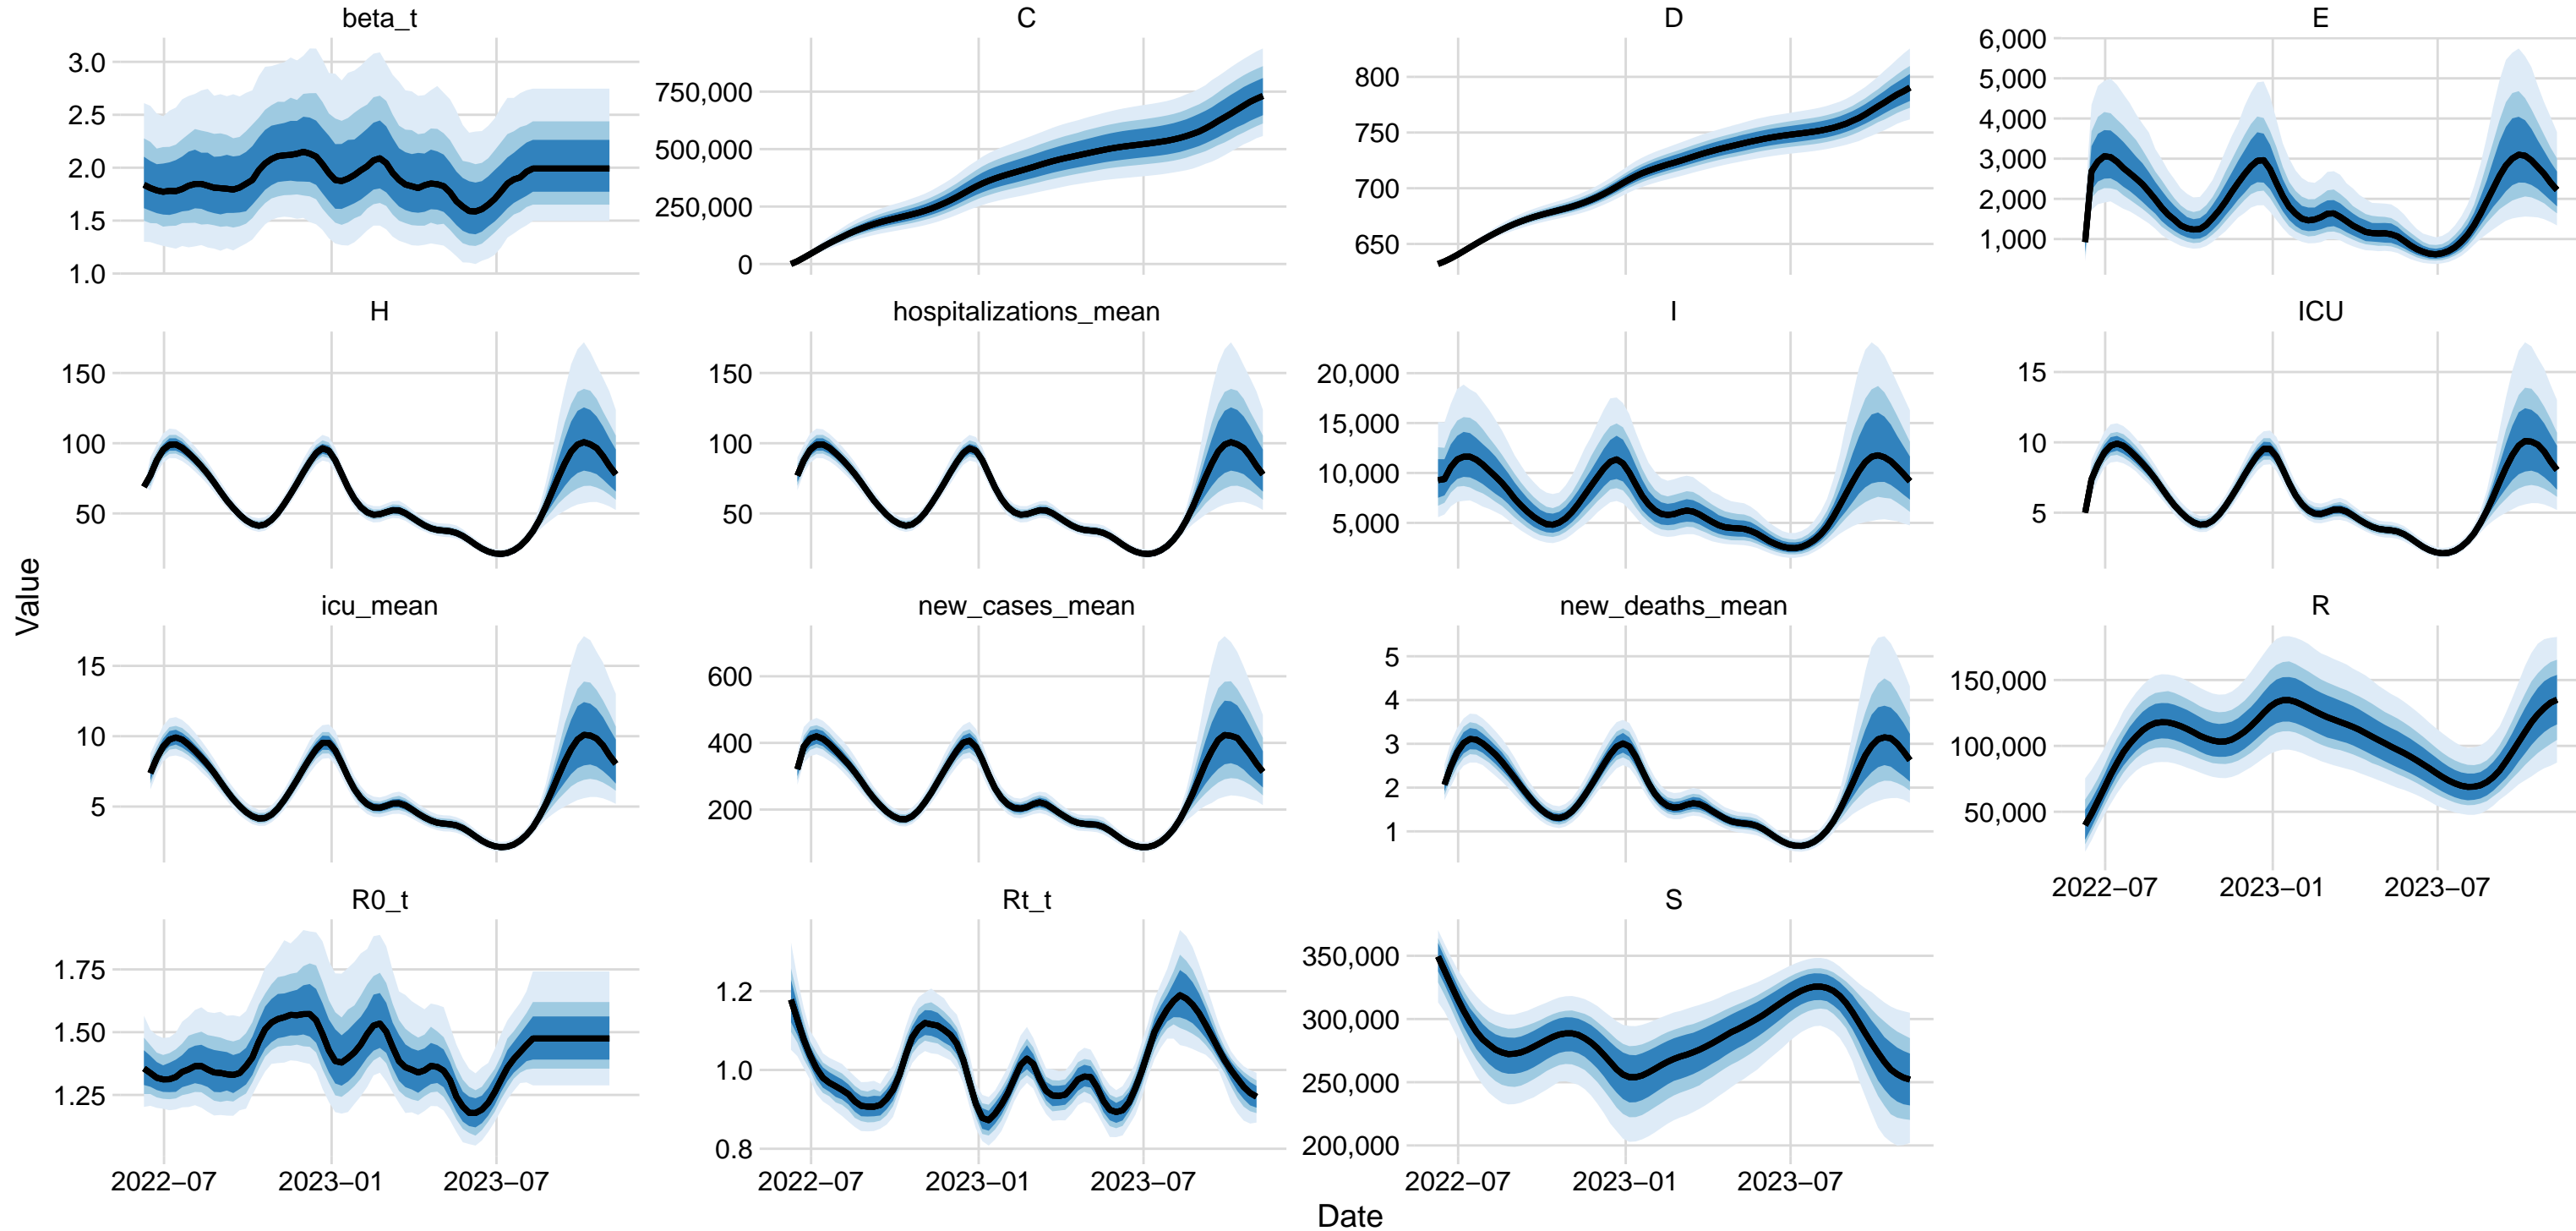 beta_t C D E
3.0 2.5 2.0 1.5 1.0
750,000 500,000 250,000 0
800 750 700 650
6,000 5,000 4,000 3,000 2,000 1,000
H hospitalizations_mean I ICU
150 100 50
150 100 50
20,000 15,000 10,000 5,000
15 10 5
Value
icu_mean new_cases_mean new_deaths_mean R
15 10 5
600 400 200
5 4 3 2 1
150,000 100,000 50,000
2022−07 2023−01 2023−07
R0_t Rt_t S
1.75 1.50 1.25
1.2 1.0 0.8
350,000 300,000 250,000 200,000
2022−07 2023−01 2023−07 2022−07 2023−01 2023−07 2022−07 2023−01 2023−07
Date